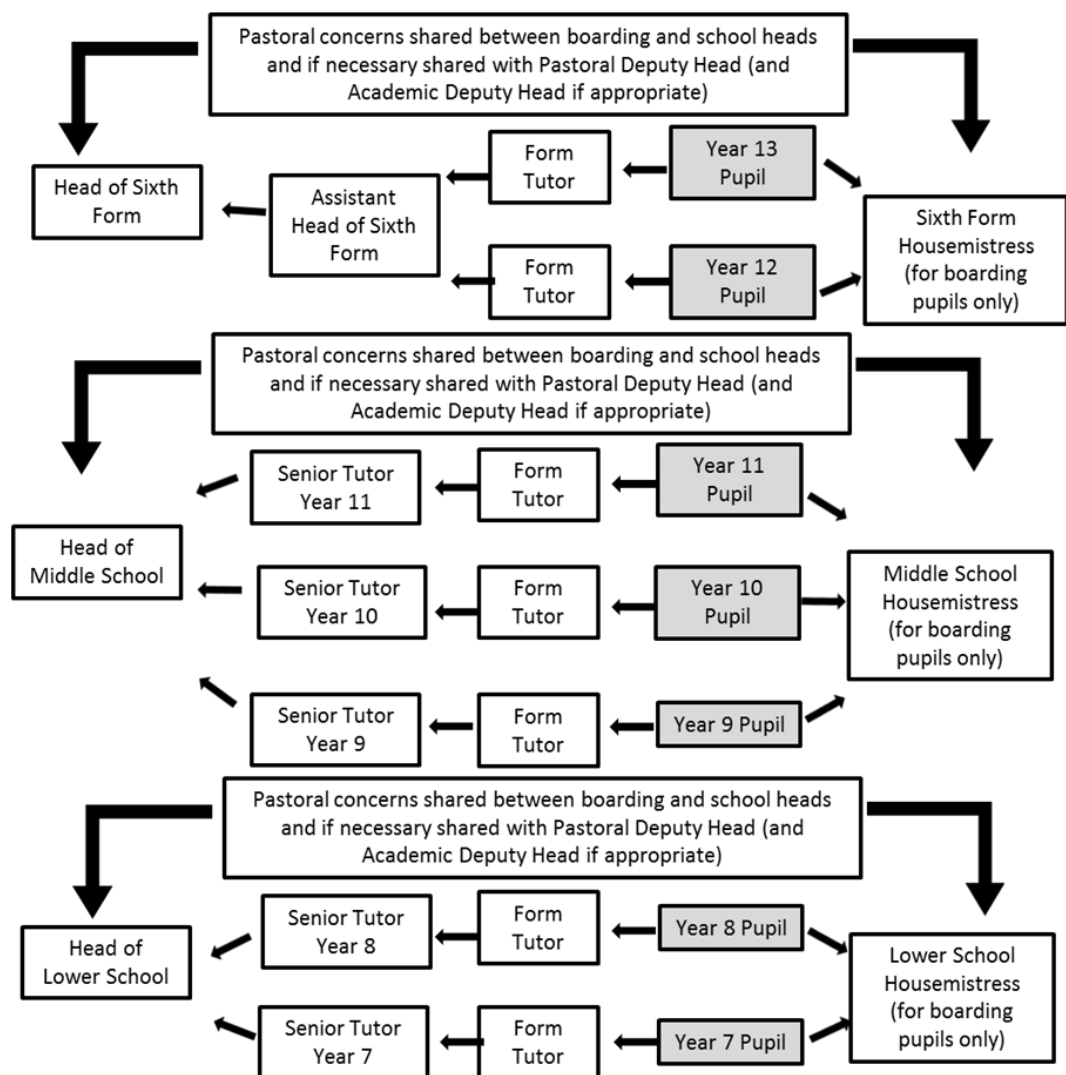 Pastoral concerns shared between boarding and school heads
and if necessary shared with Pastoral Deputy Head (and
Academic Deputy Head if appropriate)
Head of Sixth
Form
Assistant
Head of Sixth
Form
Form
Tutor
Year 13
Pupil
Form
Tutor
Year 12
Pupil
Sixth Form
Housemistress
(for boarding
pupils only)
Pastoral concerns shared between boarding and school heads
and if necessary shared with Pastoral Deputy Head (and
Academic Deputy Head if appropriate)
Head of
Middle School
Senior Tutor
Year 11
Form
Tutor
Year 11
Pupil
Senior Tutor
Year 10
Form
Tutor
Year 10
Pupil
Senior Tutor
Year 9
Form
Tutor
Year 9 Pupil
Middle School
Housemistress
(for boarding
pupils only)
Pastoral concerns shared between boarding and school heads
and if necessary shared with Pastoral Deputy Head (and
Academic Deputy Head if appropriate)
Head of
Lower School
Senior Tutor
Year 8
Form
Tutor
Year 8 Pupil
Senior Tutor
Year 7
Form
Tutor
Year 7 Pupil
Lower School
Housemistress
(for boarding
pupils only)